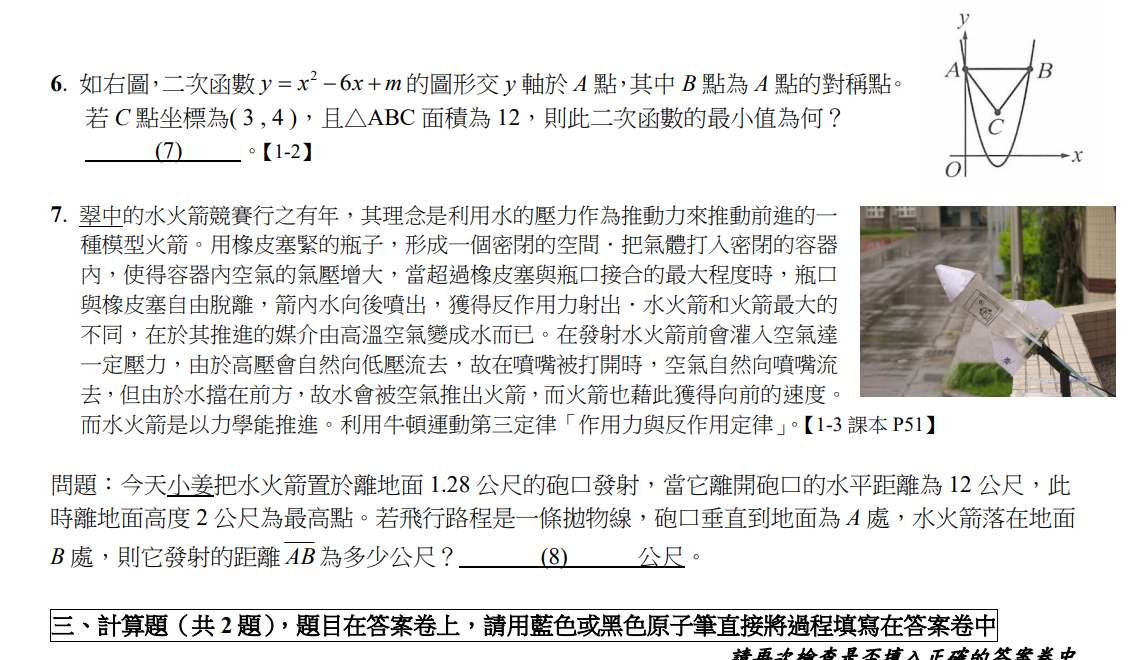 6. 如右圖，二次函數 y = x² − 6x + m 的圖形交 y 軸於 A 點，其中 B 點為 A 點的對稱點。
若 C 點坐標為( 3 , 4 )，且△ABC 面積為 12，則此二次函數的最小值為何？
(7) 。【1-2】
y
A
B
C
O
x
7. 翠中的水火箭競賽行之有年，其理念是利用水的壓力作為推動力來推動前進的一
種模型火箭。用橡皮塞緊的瓶子，形成一個密閉的空間．把氣體打入密閉的容器
內，使得容器內空氣的氣壓增大，當超過橡皮塞與瓶口接合的最大程度時，瓶口
與橡皮塞自由脫離，箭內水向後噴出，獲得反作用力射出．水火箭和火箭最大的
不同，在於其推進的媒介由高溫空氣變成水而已。在發射水火箭前會灌入空氣達
一定壓力，由於高壓會自然向低壓流去，故在噴嘴被打開時，空氣自然向噴嘴流
去，但由於水擋在前方，故水會被空氣推出火箭，而火箭也藉此獲得向前的速度。
而水火箭是以力學能推進。利用牛頓運動第三定律「作用力與反作用定律」。【1-3 課本 P51】
問題：今天小姜把水火箭置於離地面 1.28 公尺的砲口發射，當它離開砲口的水平距離為 12 公尺，此
時離地面高度 2 公尺為最高點。若飛行路程是一條拋物線，砲口垂直到地面為 A 處，水火箭落在地面
B 處，則它發射的距離 A̅B̅ 為多少公尺？ (8) 公尺。
三、計算題（共 2 題），題目在答案卷上，請用藍色或黑色原子筆直接將過程填寫在答案卷中
請再次檢查是否填入正確的答案卷中